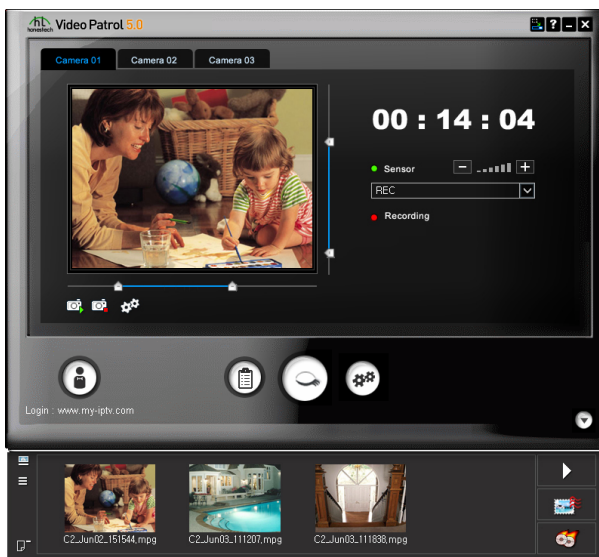 honestech Video Patrol 5.0
Camera 01 Camera 02 Camera 03
00 : 14 : 04
Sensor
REC
Recording
Login : www.my-iptv.com
C2_Jun02_151544.mpg C2_Jun03_111207.mpg C2_Jun03_111838.mpg